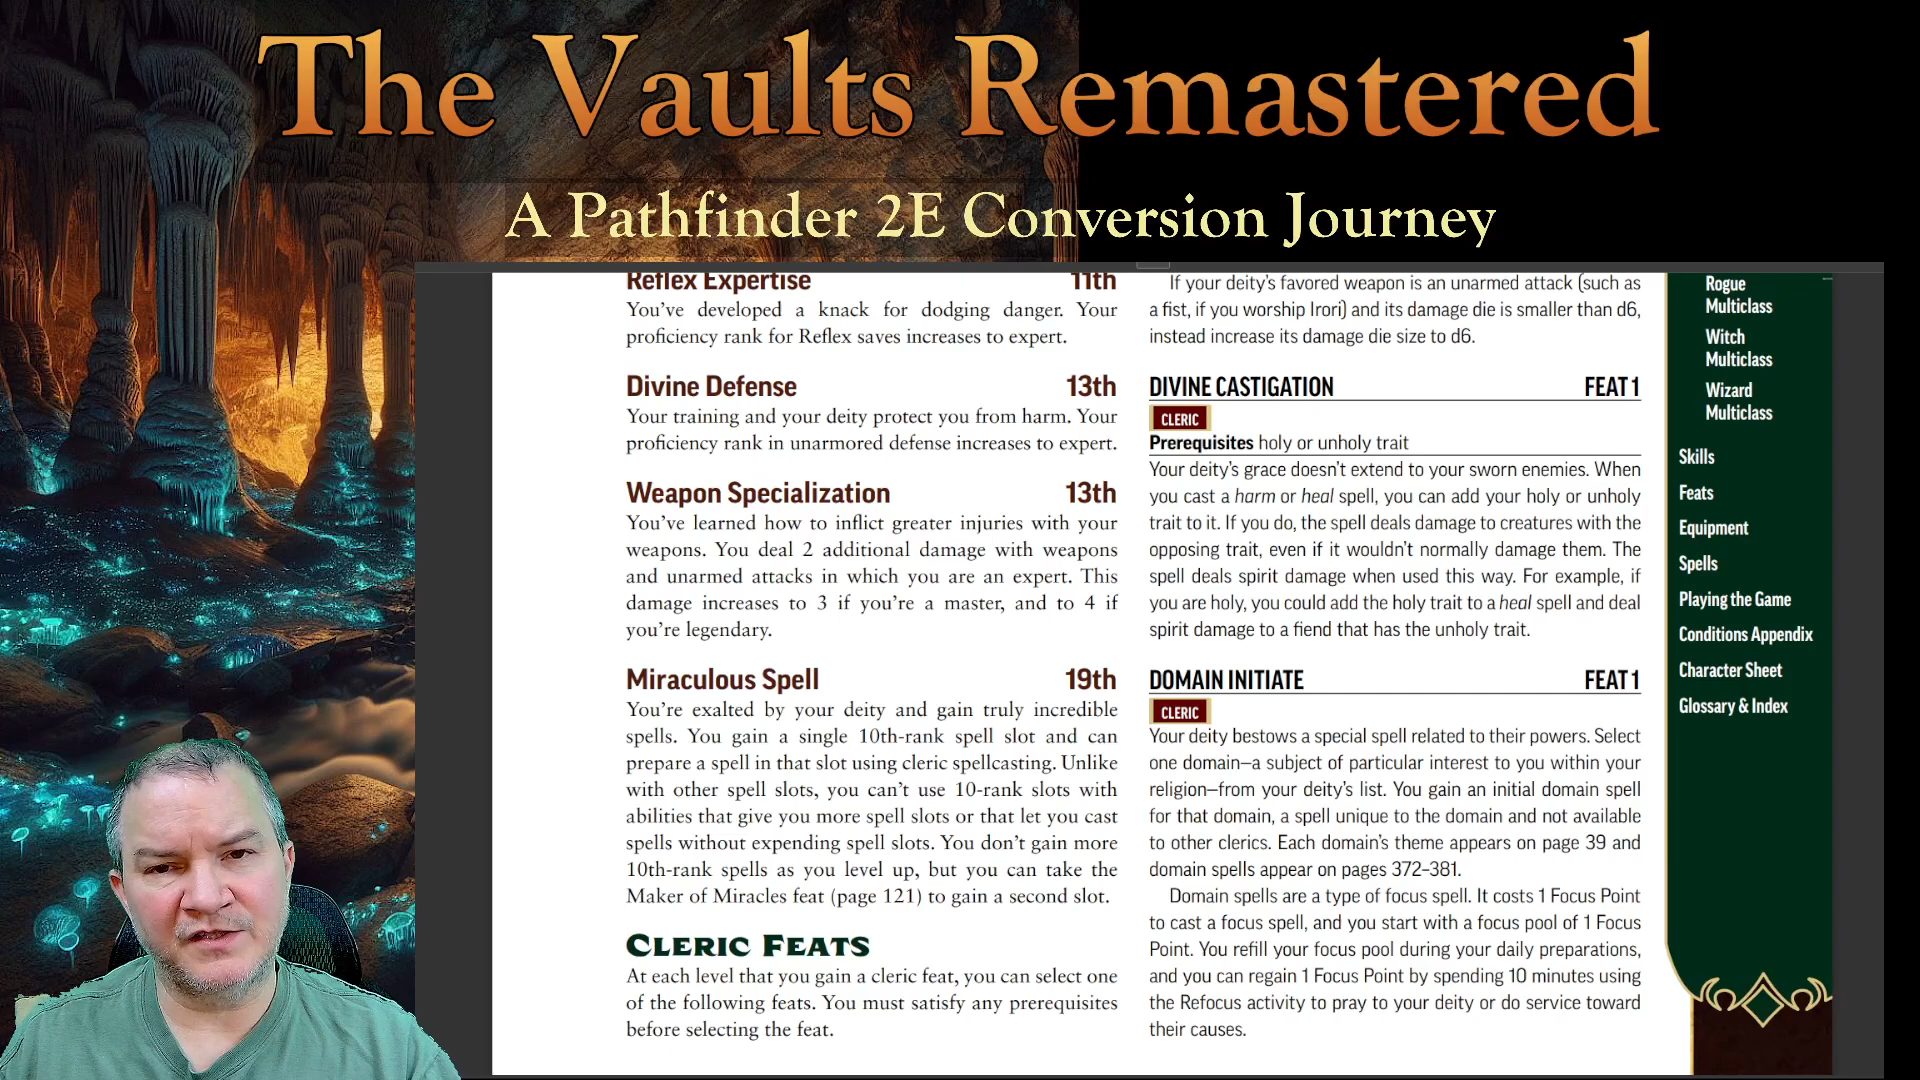 The Vaults Remastered
A Pathfinder 2E Conversion Journey
Reflex Expertise 11th
You've developed a knack for dodging danger. Your
proficiency rank for Reflex saves increases to expert.
Divine Defense 13th
Your training and your deity protect you from harm. Your
proficiency rank in unarmored defense increases to expert.
Weapon Specialization 13th
You've learned how to inflict greater injuries with your
weapons. You deal 2 additional damage with weapons
and unarmed attacks in which you are an expert. This
damage increases to 3 if you're a master, and to 4 if
you're legendary.
Miraculous Spell 19th
You're exalted by your deity and gain truly incredible
spells. You gain a single 10th-rank spell slot and can
prepare a spell in that slot using cleric spellcasting. Unlike
with other spell slots, you can't use 10-rank slots with
abilities that give you more spell slots or that let you cast
spells without expending spell slots. You don't gain more
10th-rank spells as you level up, but you can take the
Maker of Miracles feat (page 121) to gain a second slot.
CLERIC FEATS
At each level that you gain a cleric feat, you can select one
of the following feats. You must satisfy any prerequisites
before selecting the feat.
If your deity's favored weapon is an unarmed attack (such as
a fist, if you worship Irori) and its damage die is smaller than d6,
instead increase its damage die size to d6.
DIVINE CASTIGATION FEAT 1
CLERIC
Prerequisites holy or unholy trait
Your deity's grace doesn't extend to your sworn enemies. When
you cast a harm or heal spell, you can add your holy or unholy
trait to it. If you do, the spell deals damage to creatures with the
opposing trait, even if it wouldn't normally damage them. The
spell deals spirit damage when used this way. For example, if
you are holy, you could add the holy trait to a heal spell and deal
spirit damage to a fiend that has the unholy trait.
DOMAIN INITIATE FEAT 1
CLERIC
Your deity bestows a special spell related to their powers. Select
one domain—a subject of particular interest to you within your
religion—from your deity's list. You gain an initial domain spell
for that domain, a spell unique to the domain and not available
to other clerics. Each domain's theme appears on page 39 and
domain spells appear on pages 372–381.
Domain spells are a type of focus spell. It costs 1 Focus Point
to cast a focus spell, and you start with a focus pool of 1 Focus
Point. You refill your focus pool during your daily preparations,
and you can regain 1 Focus Point by spending 10 minutes using
the Refocus activity to pray to your deity or do service toward
their causes.
Rogue
Multiclass
Witch
Multiclass
Wizard
Multiclass
Skills
Feats
Equipment
Spells
Playing the Game
Conditions Appendix
Character Sheet
Glossary & Index